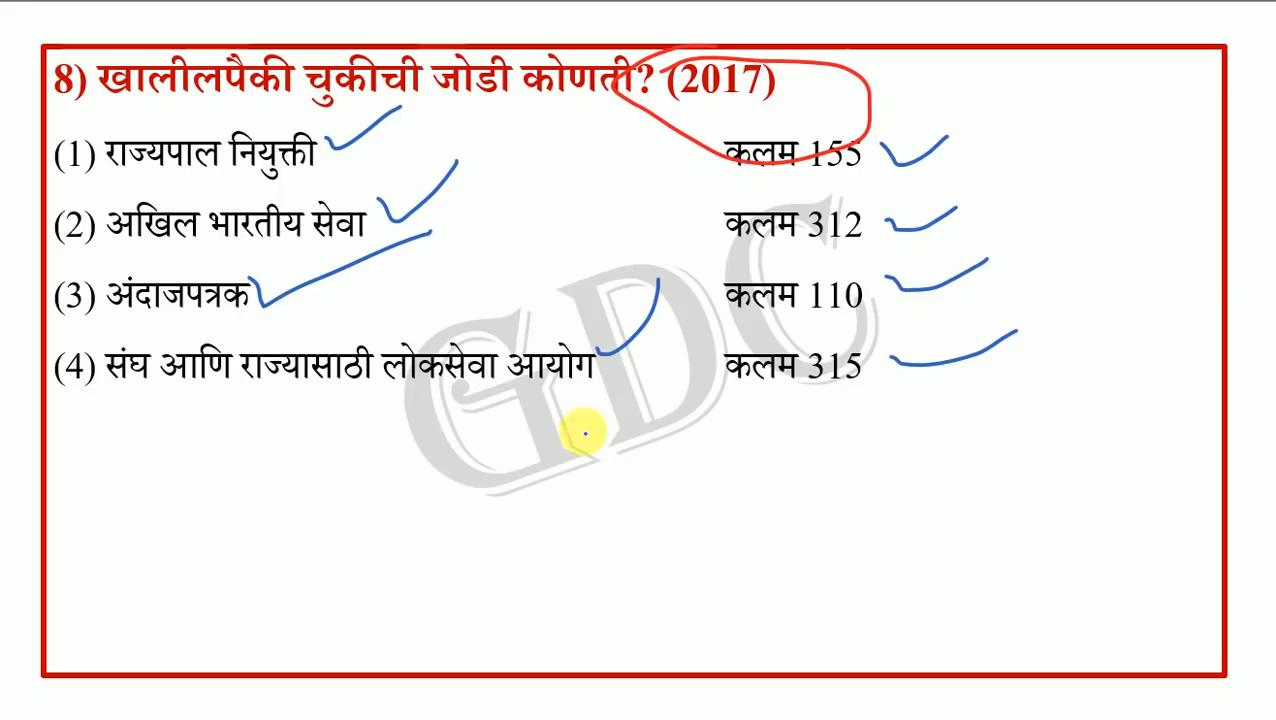 8) खालीलपैकी चुकीची जोडी कोणती? (2017)
(1) राज्यपाल नियुक्ती कलम 155
(2) अखिल भारतीय सेवा कलम 312
(3) अंदाजपत्रक कलम 110
(4) संघ आणि राज्यासाठी लोकसेवा आयोग कलम 315
GDC